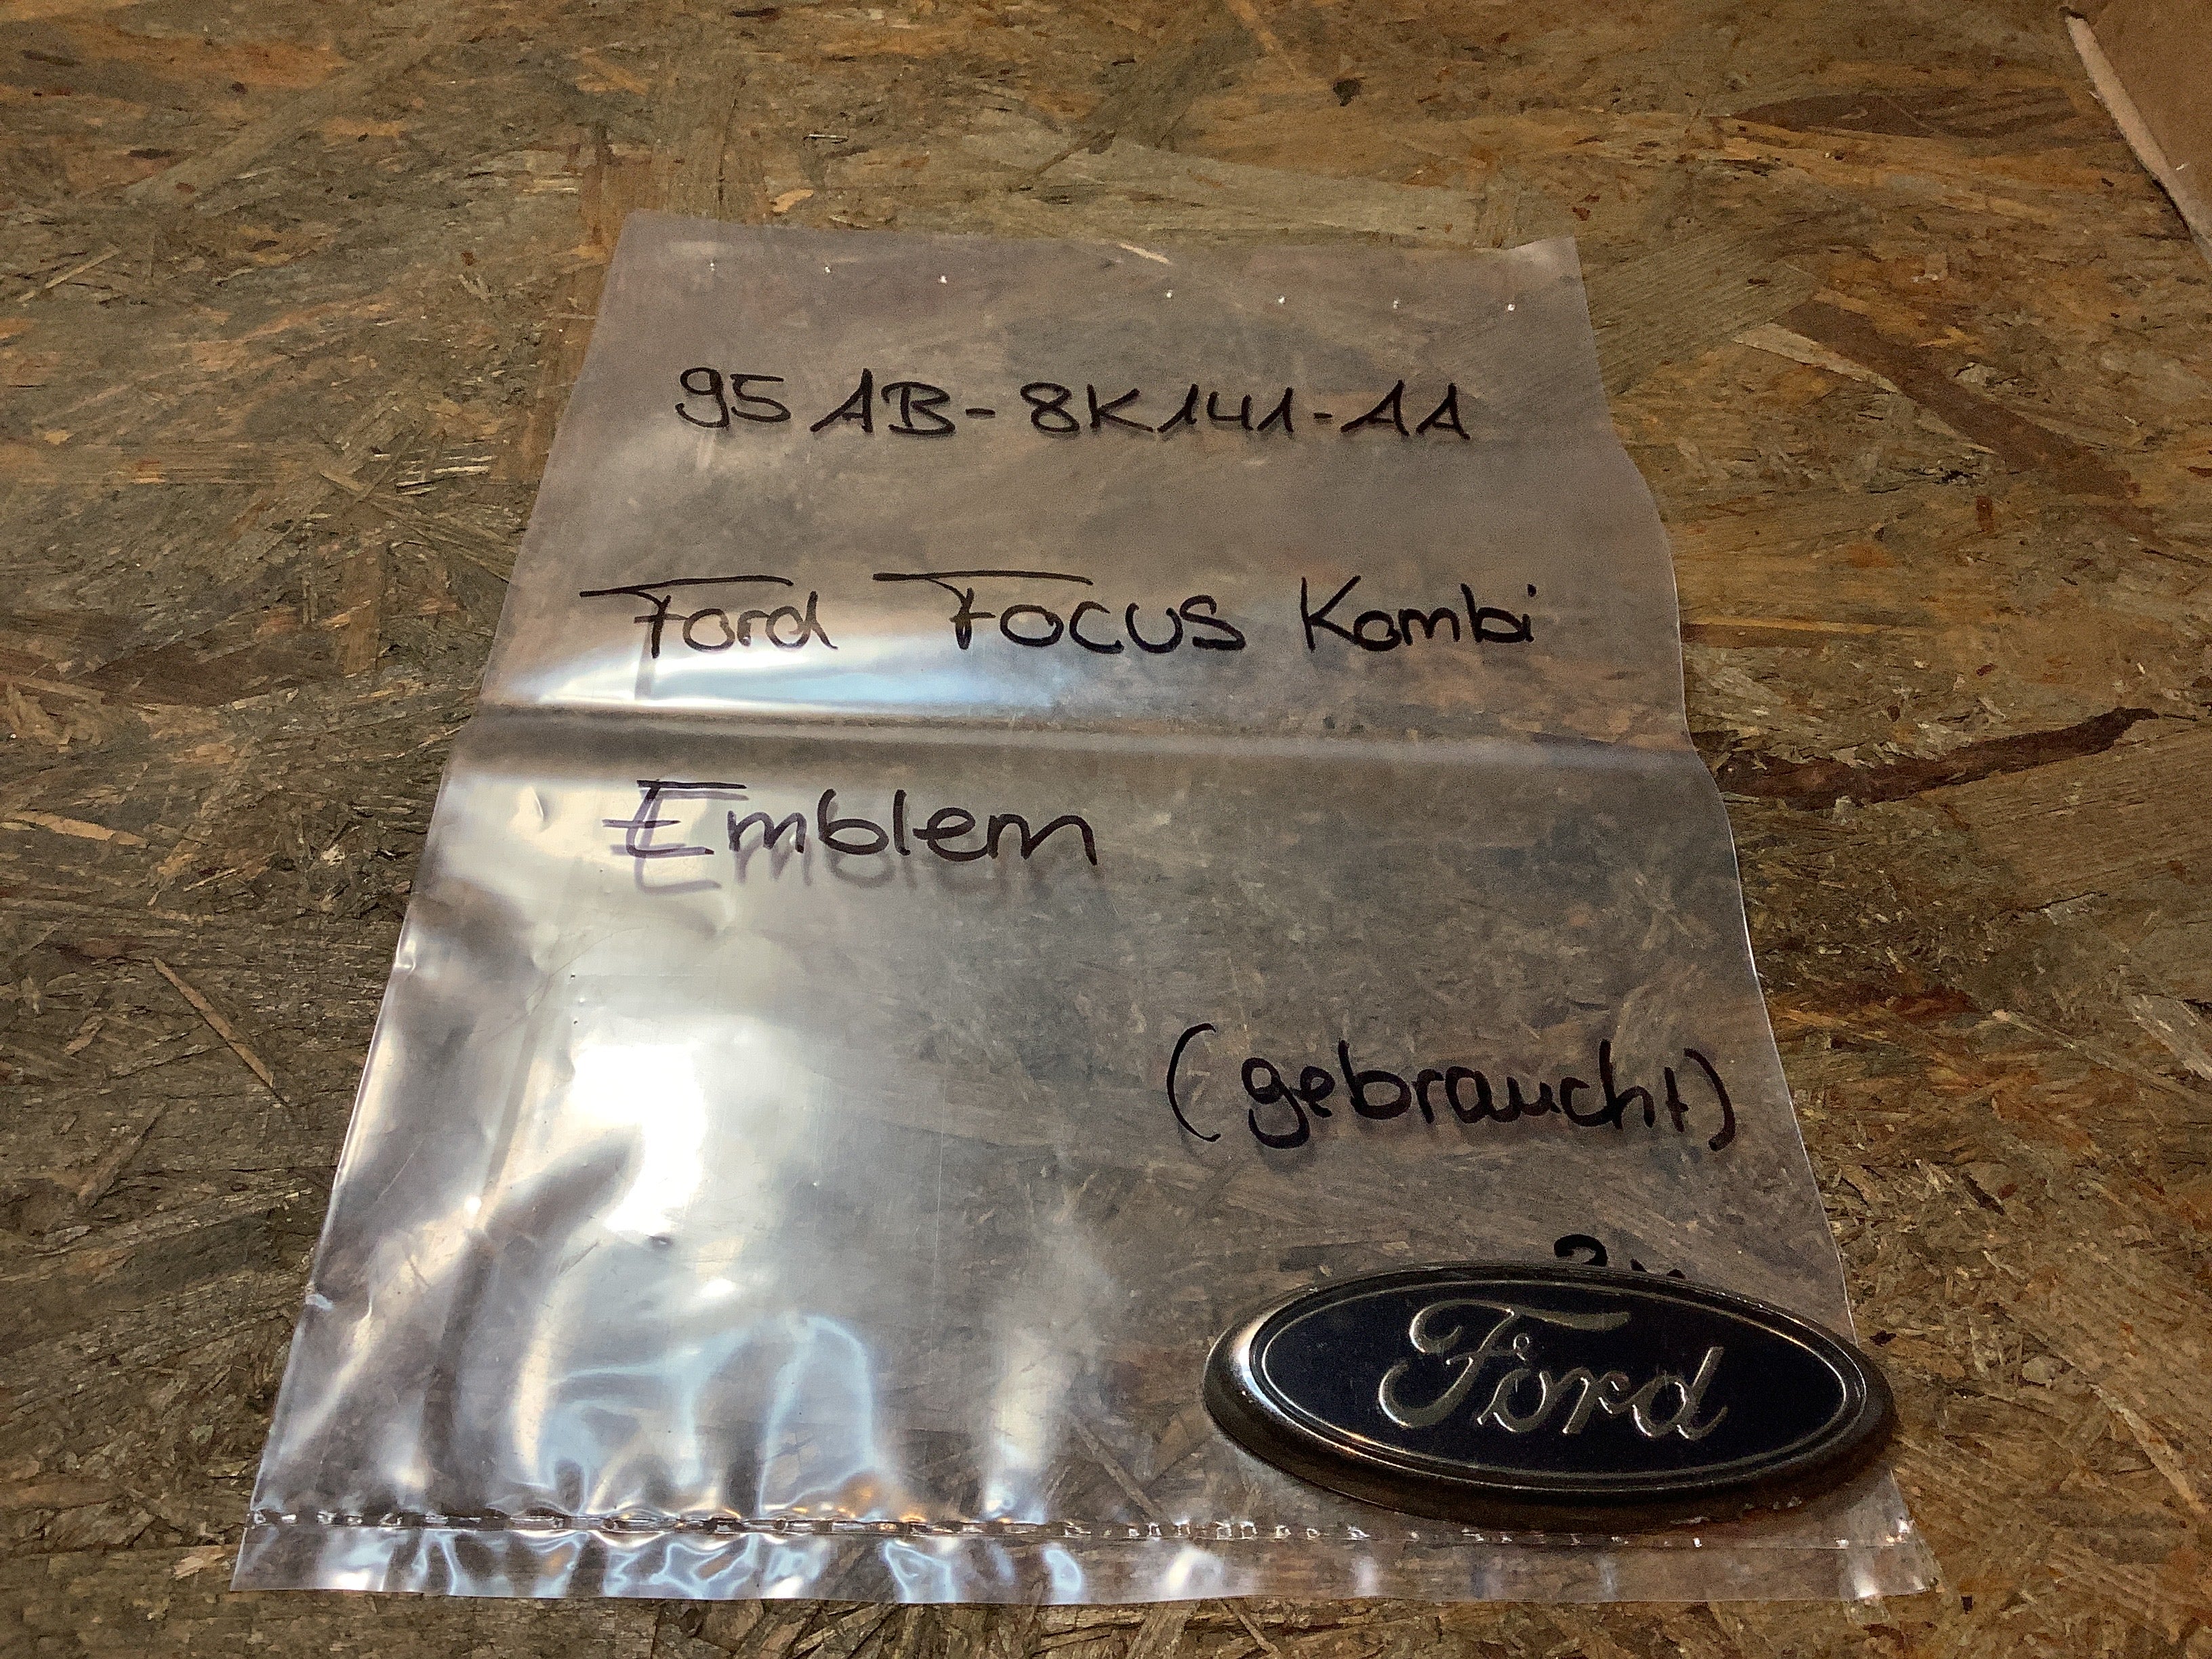 95AB-8K141-AA
Ford Focus Kombi
Emblem
(gebraucht)
Ford